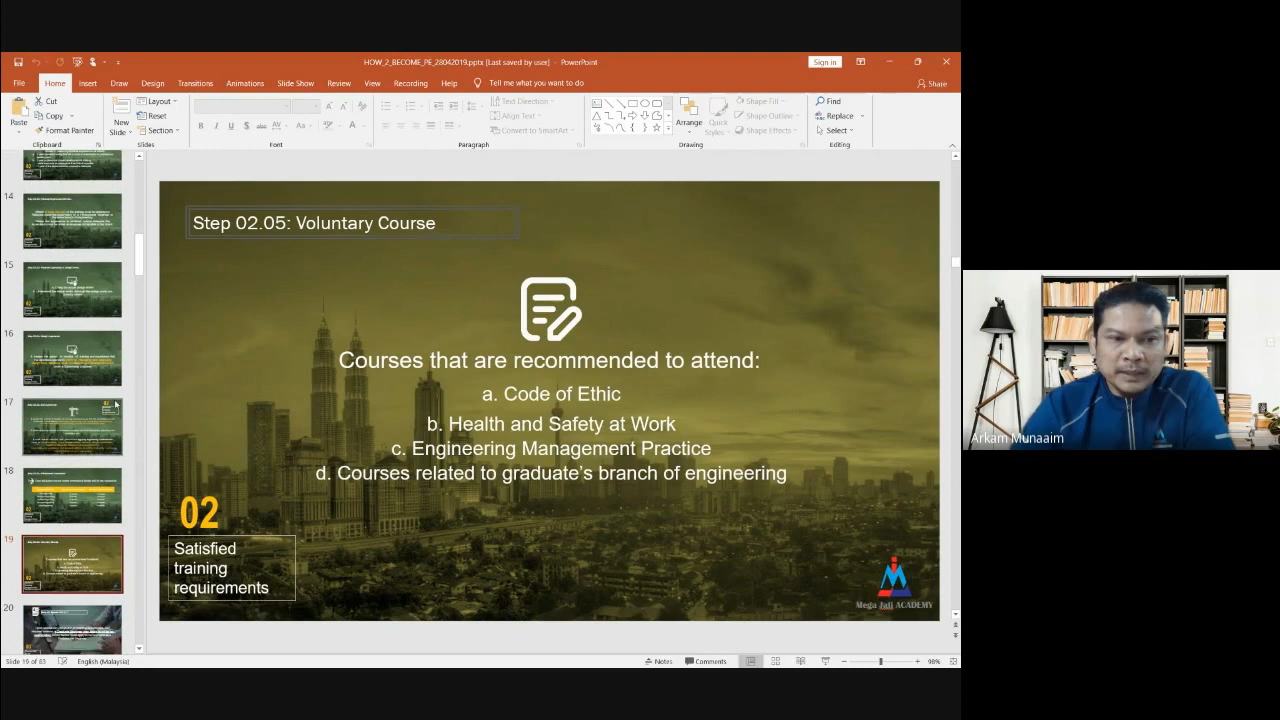 HOW_2_BECOME_PE_28042019.pptx [Last saved by user] - PowerPoint
Sign in
File Home Insert Draw Design Transitions Animations Slide Show Review View Recording Help Tell me what you want to do
Share
Paste
Cut
Copy
Format Painter
Clipboard
New
Slide
Layout
Reset
Section
Slides
B I U S abc AV Aa A
Font
Text Direction
Align Text
Convert to SmartArt
Paragraph
Arrange
Quick
Styles
Shape Fill
Shape Outline
Shape Effects
Drawing
Find
Replace
Select
Editing
14
15
16
17
18
19
20
Step 02.05: Voluntary Course
Courses that are recommended to attend:
a. Code of Ethic
b. Health and Safety at Work
c. Engineering Management Practice
d. Courses related to graduate's branch of engineering
02
Satisfied
training
requirements
Mega Jati ACADEMY
Arkam Munaaim
Slide 19 of 83 English (Malaysia) Notes Comments 98%